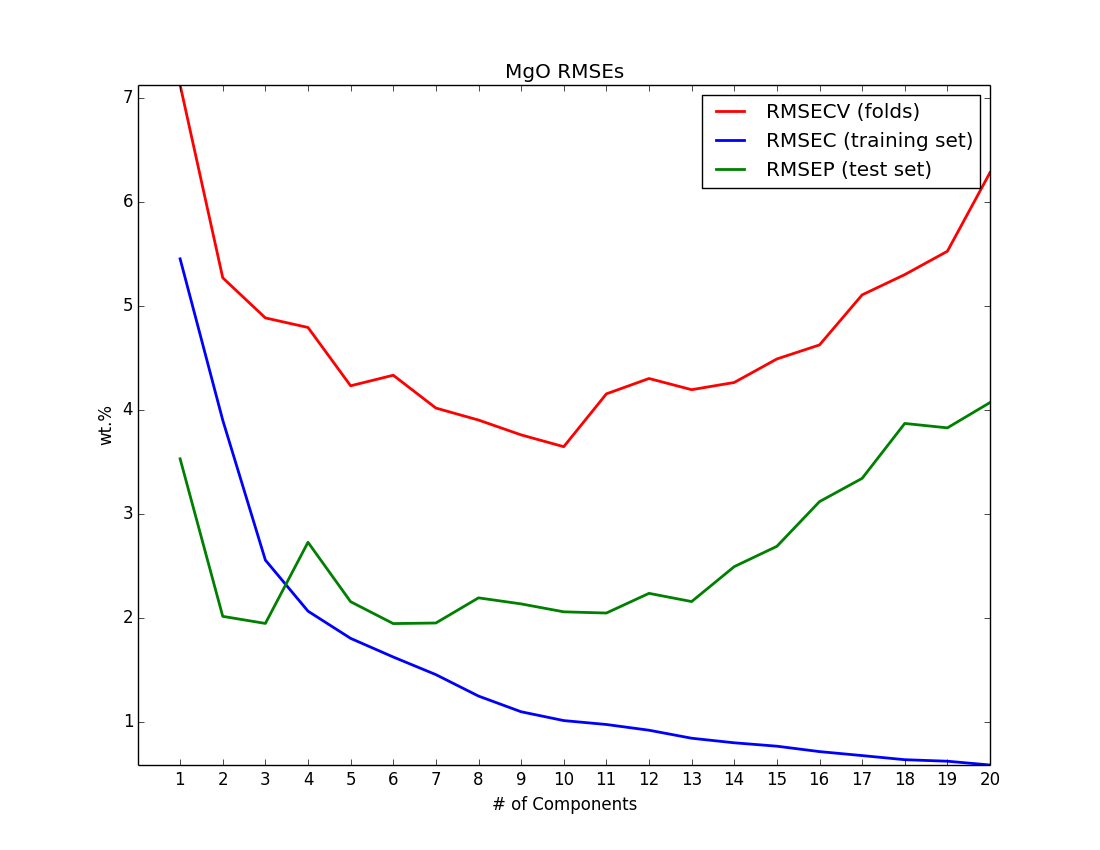 MgO RMSEs
RMSECV (folds)
RMSEC (training set)
RMSEP (test set)
7
6
5
4
3
2
1
wt.%
1 2 3 4 5 6 7 8 9 10 11 12 13 14 15 16 17 18 19 20
# of Components